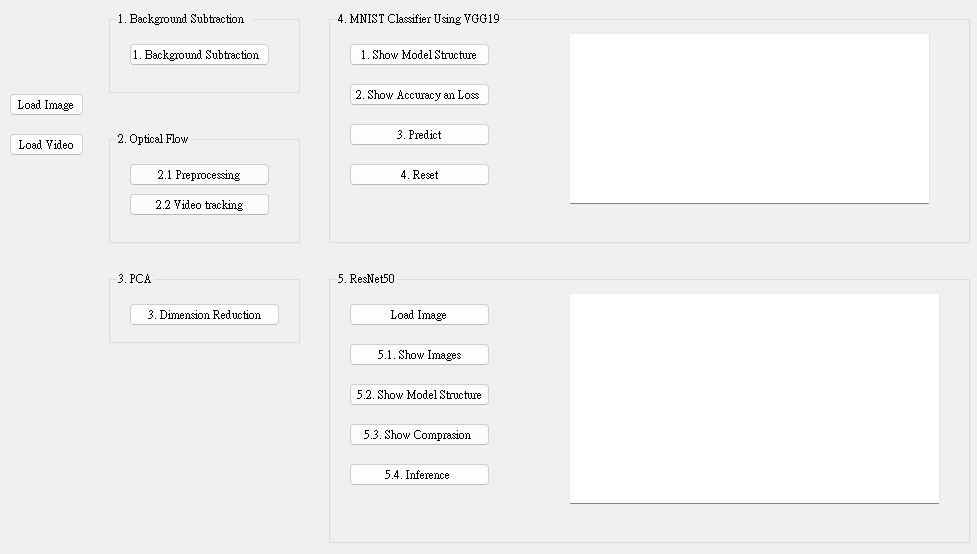 Load Image
Load Video
1. Background Subtraction
1. Background Subtraction
2. Optical Flow
2.1 Preprocessing
2.2 Video tracking
3. PCA
3. Dimension Reduction
4. MNIST Classifier Using VGG19
1. Show Model Structure
2. Show Accuracy an Loss
3. Predict
4. Reset
5. ResNet50
Load Image
5.1. Show Images
5.2. Show Model Structure
5.3. Show Comprasion
5.4. Inference